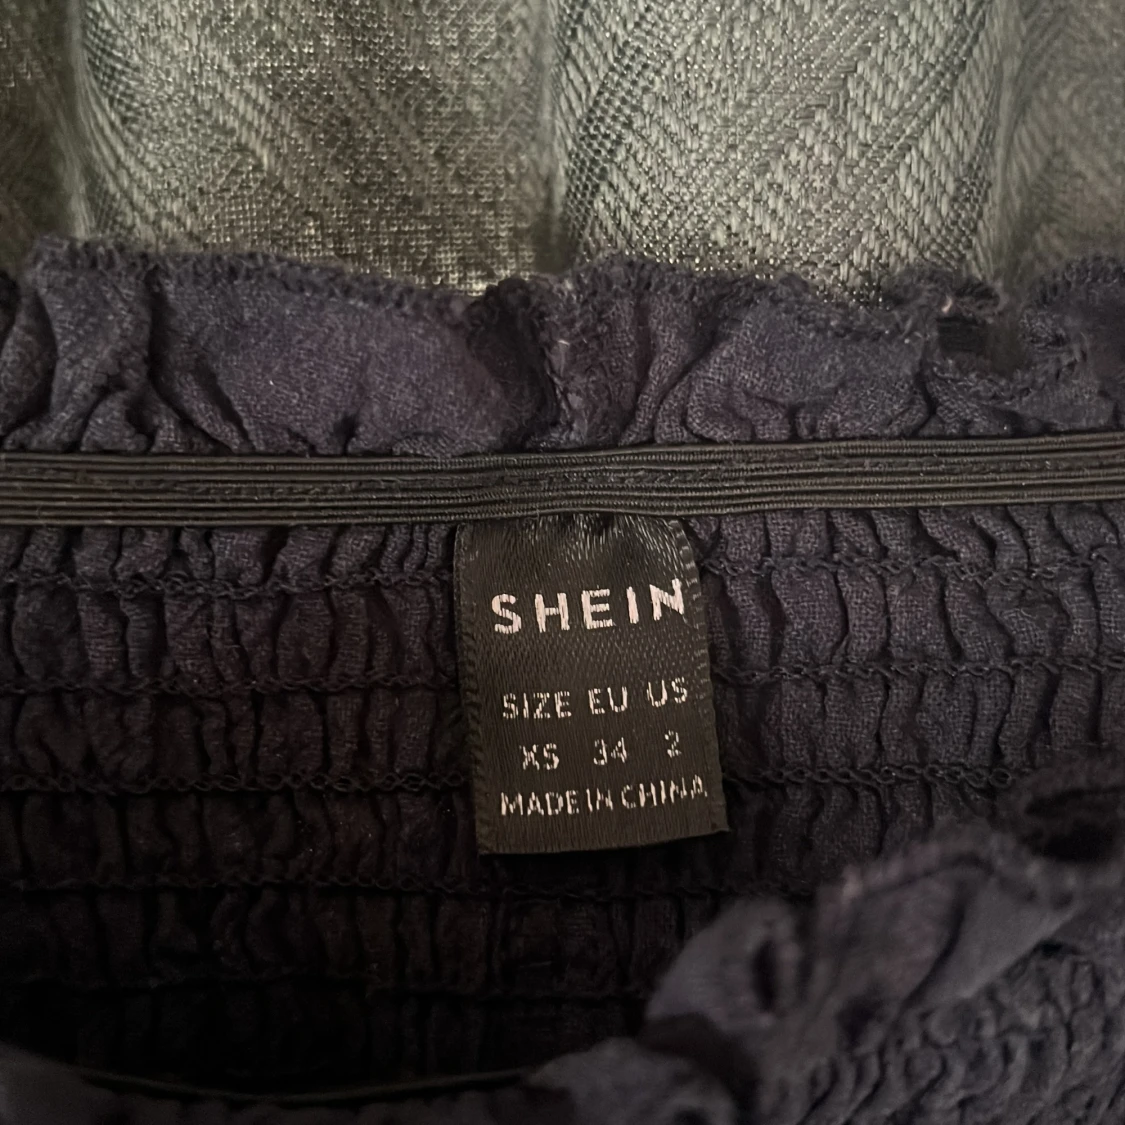 SHEIN
SIZE EU US
XS 34 2
MADE IN CHINA